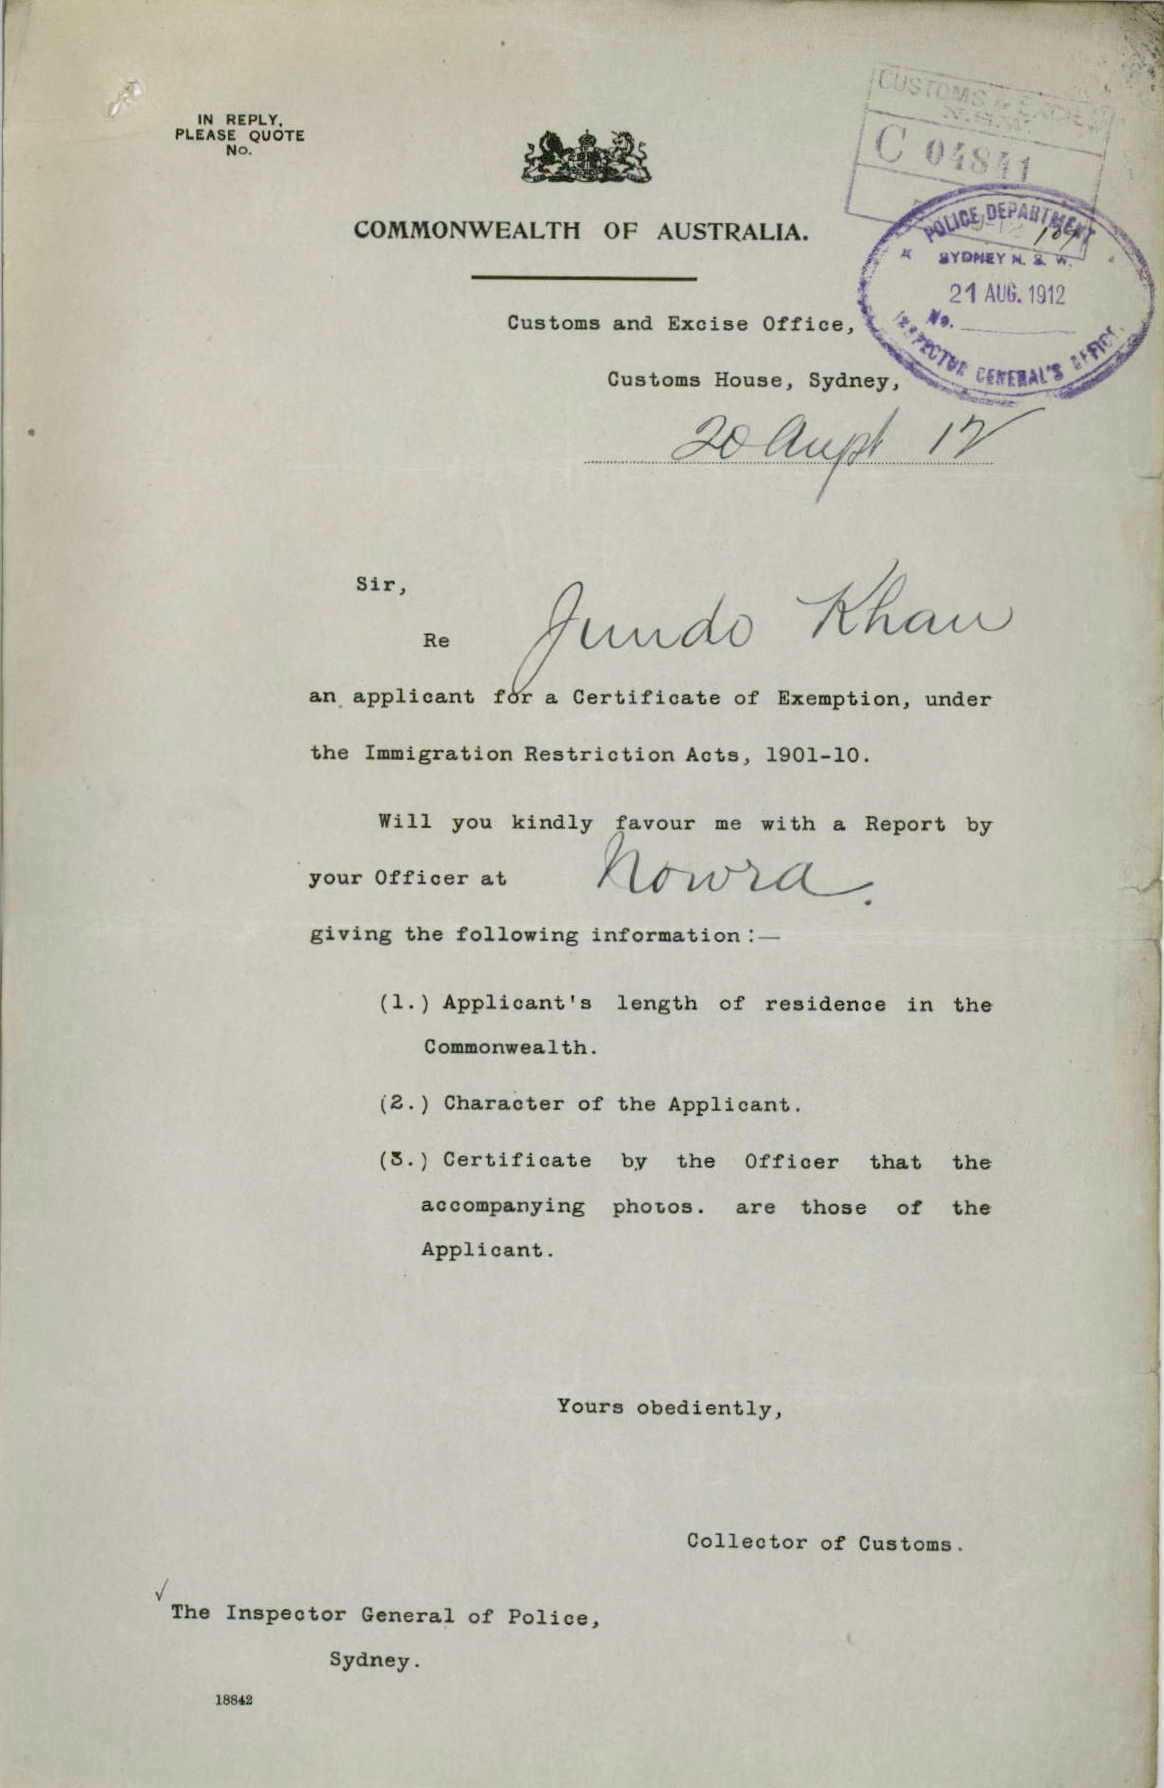 IN REPLY,
PLEASE QUOTE
No.
CUSTOMS & EXCISE
N.S.W.
C 04841
POLICE DEPARTMENT
SYDNEY N. S. W.
21 AUG. 1912
No.
INSPECTOR GENERAL'S OFFICE
COMMONWEALTH OF AUSTRALIA.
Customs and Excise Office,
Customs House, Sydney,
20 Augst 12
Sir,
Re Jundo Khan
an applicant for a Certificate of Exemption, under
the Immigration Restriction Acts, 1901-10.
Will you kindly favour me with a Report by
your Officer at Nowra.
giving the following information:—
(1.) Applicant's length of residence in the
Commonwealth.
(2.) Character of the Applicant.
(3.) Certificate by the Officer that the
accompanying photos. are those of the
Applicant.
Yours obediently,
Collector of Customs.
The Inspector General of Police,
Sydney.
18842